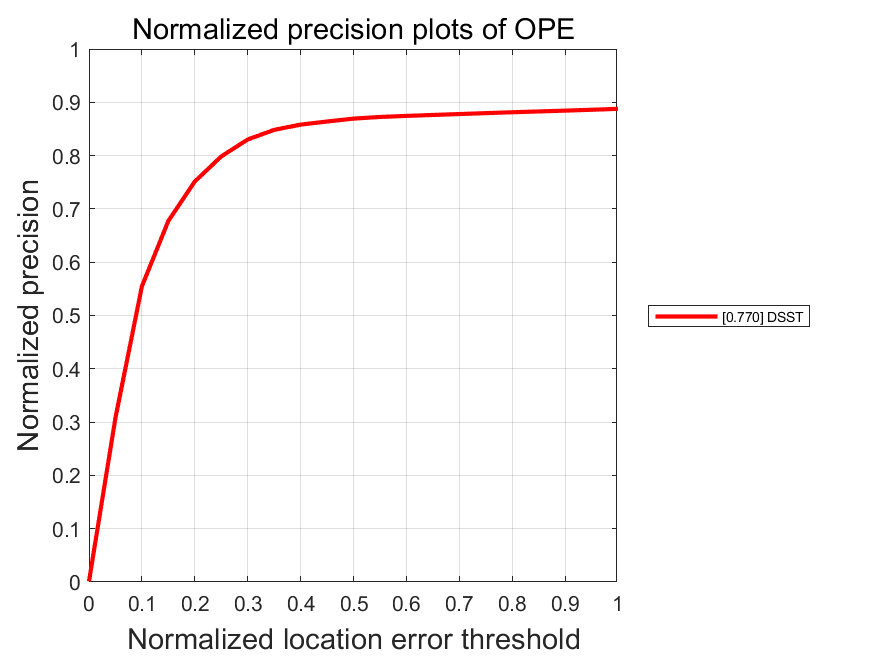 Normalized precision plots of OPE
1
0.9
0.8
0.7
0.6
0.5
0.4
0.3
0.2
0.1
0
Normalized precision
0 0.1 0.2 0.3 0.4 0.5 0.6 0.7 0.8 0.9 1
Normalized location error threshold
[0.770] DSST